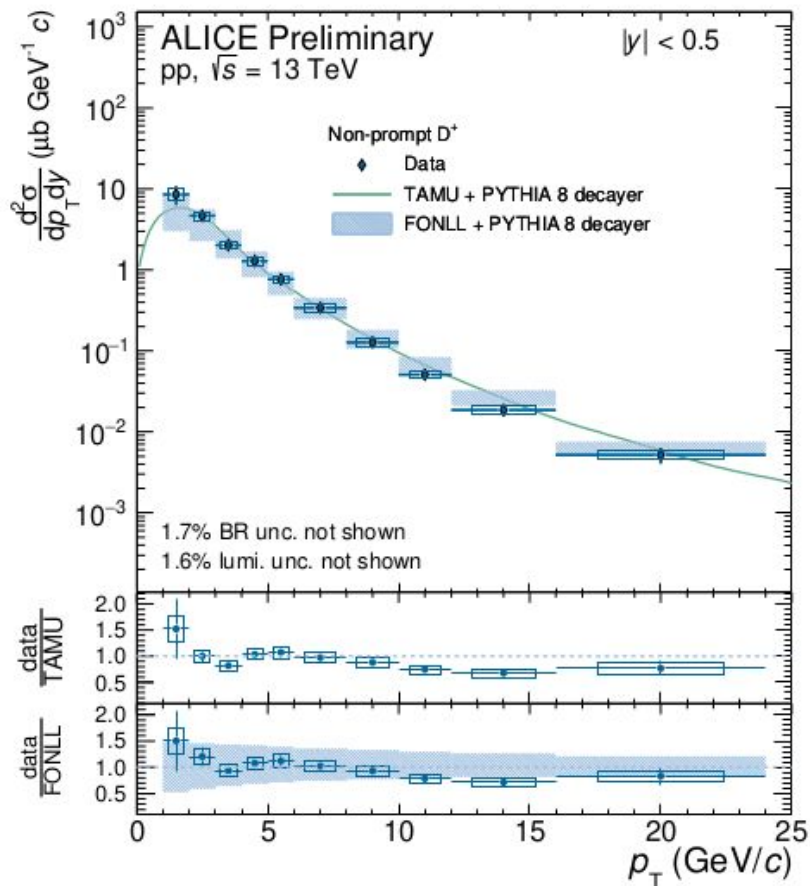 ALICE Preliminary
|y| < 0.5
pp, √s = 13 TeV
Non-prompt D⁺
Data
TAMU + PYTHIA 8 decayer
FONLL + PYTHIA 8 decayer
d²σ/dp_T dy (μb GeV⁻¹ c)
10³
10²
10
1
10⁻¹
10⁻²
10⁻³
1.7% BR unc. not shown
1.6% lumi. unc. not shown
data/TAMU
2.0
1.5
1.0
0.5
data/FONLL
2.0
1.5
1.0
0.5
0 5 10 15 20 25
p_T (GeV/c)